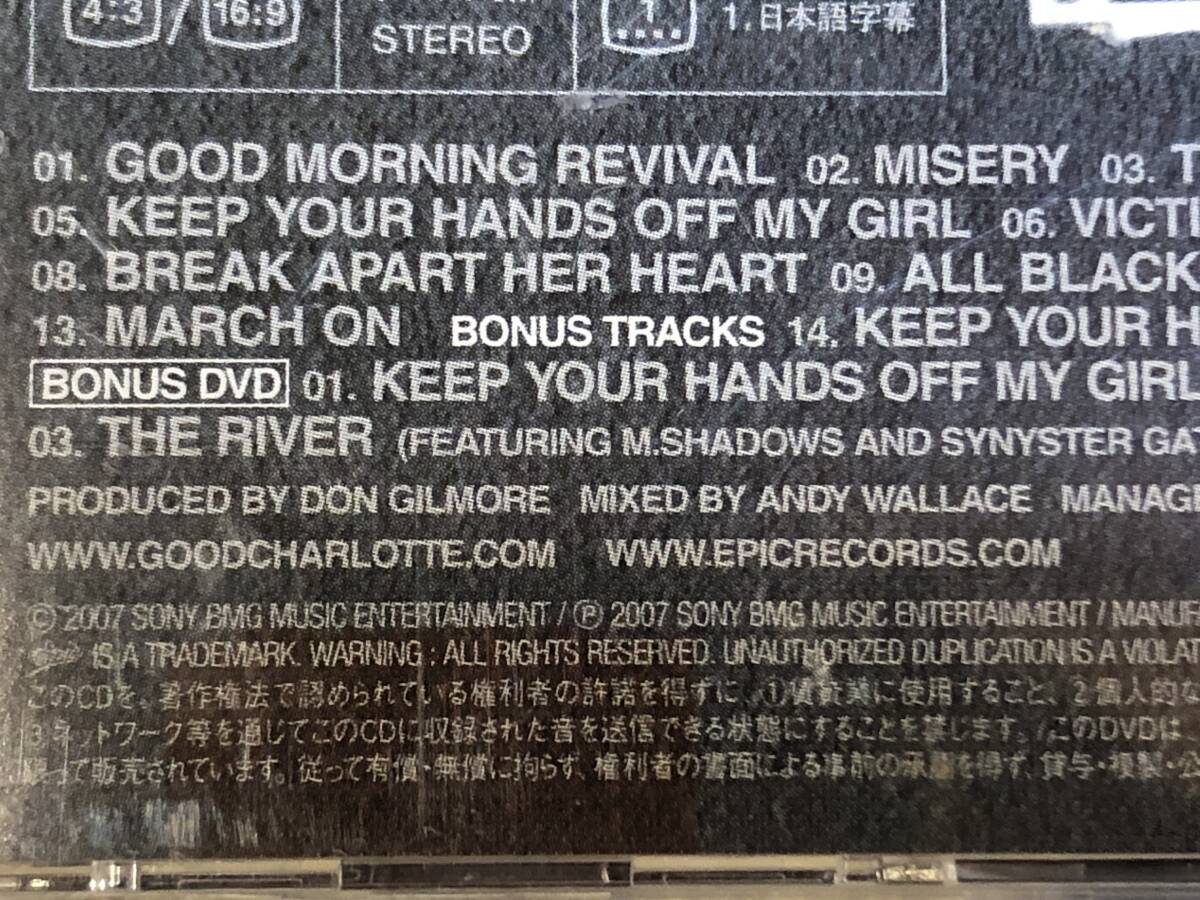 4:3 / 16:9
STEREO
1
1.日本語字幕
01. GOOD MORNING REVIVAL 02. MISERY 03. T
05. KEEP YOUR HANDS OFF MY GIRL 06. VICTI
08. BREAK APART HER HEART 09. ALL BLACK
13. MARCH ON BONUS TRACKS 14. KEEP YOUR H
BONUS DVD 01. KEEP YOUR HANDS OFF MY GIRL
03. THE RIVER (FEATURING M.SHADOWS AND SYNYSTER GAT
PRODUCED BY DON GILMORE MIXED BY ANDY WALLACE MANAG
WWW.GOODCHARLOTTE.COM WWW.EPICRECORDS.COM
© 2007 SONY BMG MUSIC ENTERTAINMENT / ℗ 2007 SONY BMG MUSIC ENTERTAINMENT / MANUF
IS A TRADEMARK. WARNING : ALL RIGHTS RESERVED. UNAUTHORIZED DUPLICATION IS A VIOLAT
このCDを、著作権法で認められている権利者の許諾を得ずに、①賃貸業に使用すること、2個人的な
3ネットワーク等を通じてこのCDに収録された音を送信できる状態にすることを禁じます。/このDVDは
って販売されています。従って有償・無償に拘らず、権利者の書面による事前の承諾を得ず、貸与・複製・公